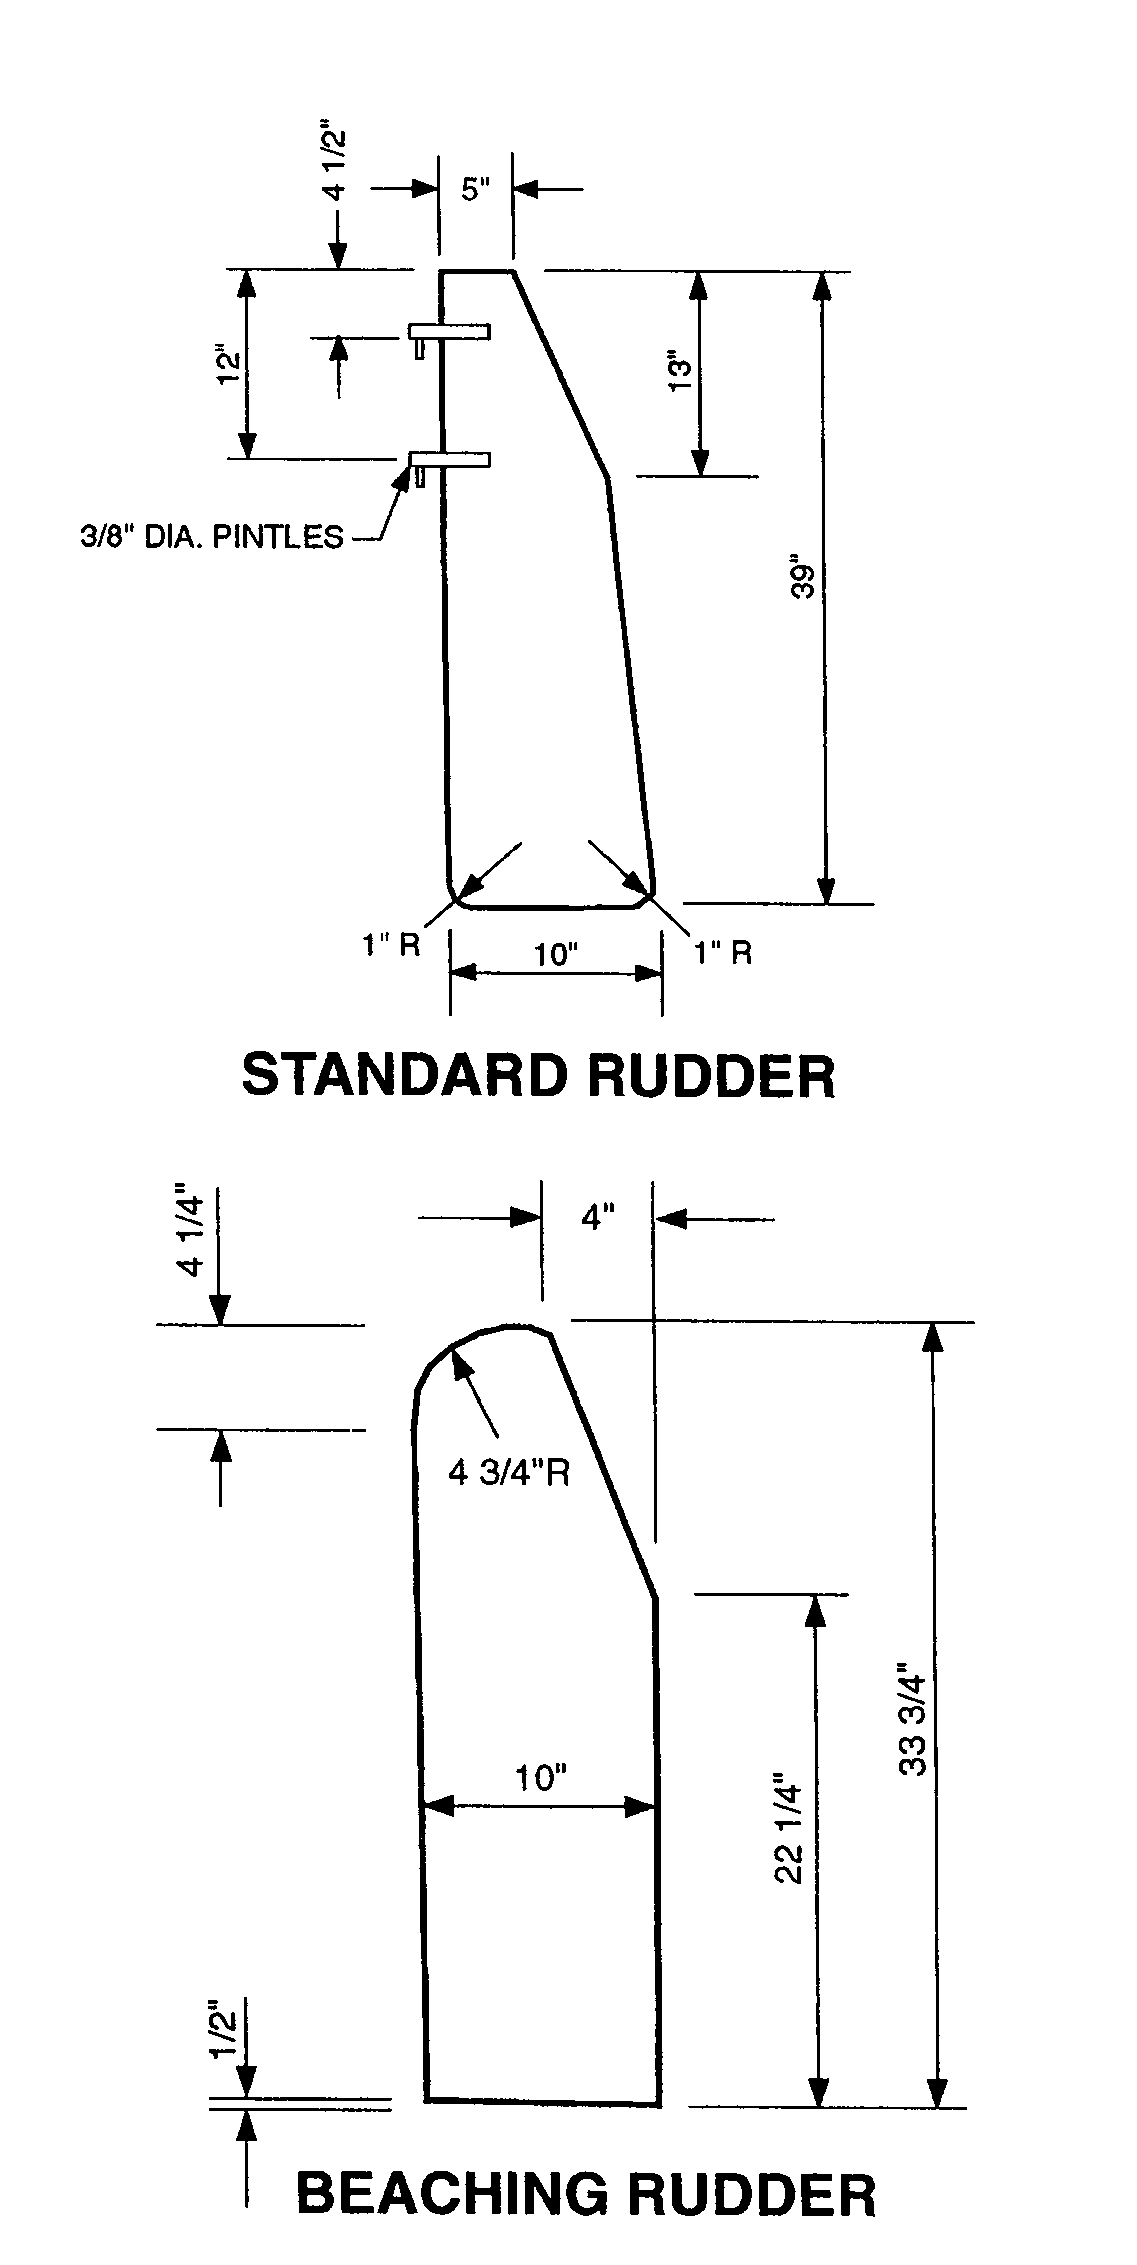 4 1/2"
5"
12"
13"
3/8" DIA. PINTLES
39"
1" R
10"
1" R
STANDARD RUDDER
4 1/4"
4"
4 3/4"R
33 3/4"
10"
22 1/4"
1/2"
BEACHING RUDDER